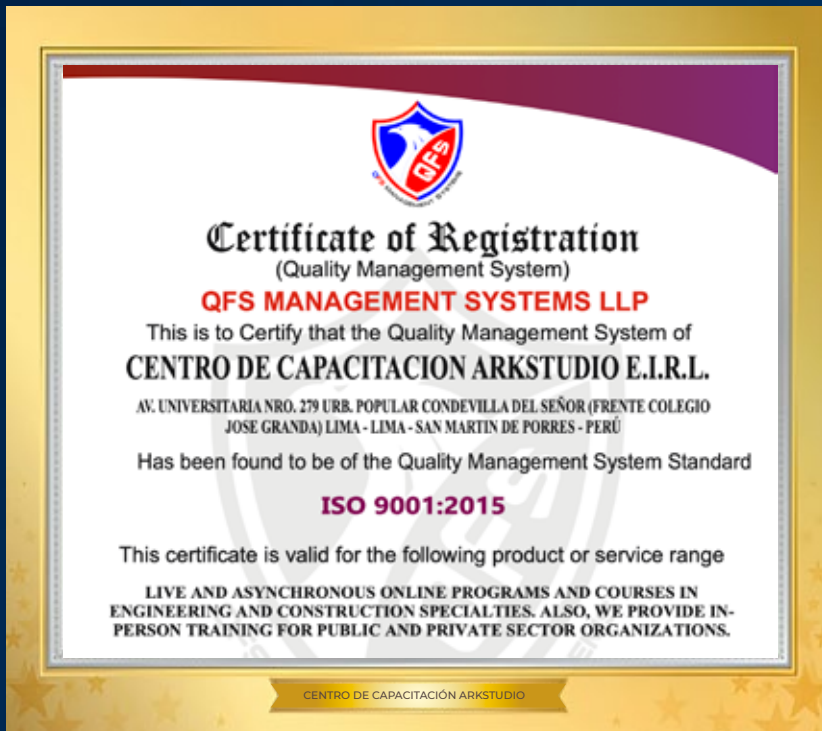 QFS
QFS MANAGEMENT SYSTEMS
Certificate of Registration
(Quality Management System)
QFS MANAGEMENT SYSTEMS LLP
This is to Certify that the Quality Management System of
CENTRO DE CAPACITACION ARKSTUDIO E.I.R.L.
AV. UNIVERSITARIA NRO. 279 URB. POPULAR CONDEVILLA DEL SEÑOR (FRENTE COLEGIO
JOSE GRANDA) LIMA - LIMA - SAN MARTIN DE PORRES - PERÚ
Has been found to be of the Quality Management System Standard
ISO 9001:2015
This certificate is valid for the following product or service range
LIVE AND ASYNCHRONOUS ONLINE PROGRAMS AND COURSES IN
ENGINEERING AND CONSTRUCTION SPECIALTIES. ALSO, WE PROVIDE IN-
PERSON TRAINING FOR PUBLIC AND PRIVATE SECTOR ORGANIZATIONS.
CENTRO DE CAPACITACIÓN ARKSTUDIO